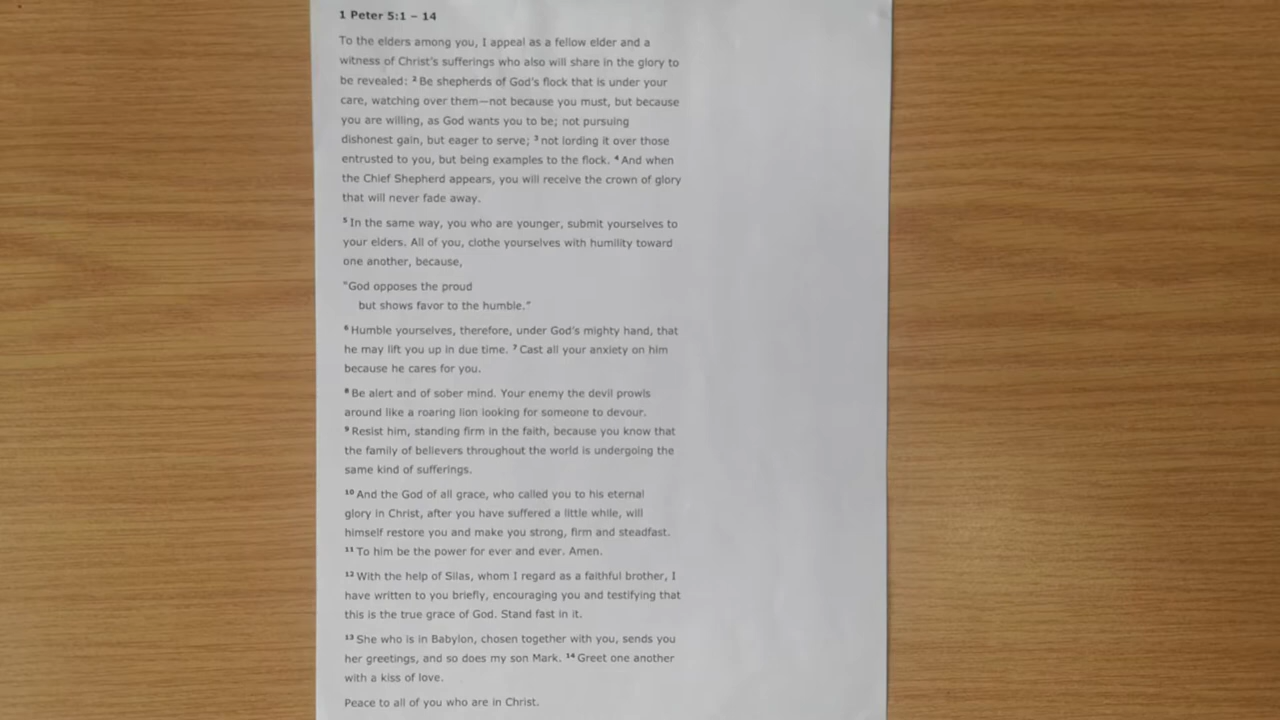 1 Peter 5:1 – 14
To the elders among you, I appeal as a fellow elder and a
witness of Christ's sufferings who also will share in the glory to
be revealed: ² Be shepherds of God's flock that is under your
care, watching over them—not because you must, but because
you are willing, as God wants you to be; not pursuing
dishonest gain, but eager to serve; ³ not lording it over those
entrusted to you, but being examples to the flock. ⁴ And when
the Chief Shepherd appears, you will receive the crown of glory
that will never fade away.
⁵ In the same way, you who are younger, submit yourselves to
your elders. All of you, clothe yourselves with humility toward
one another, because,
"God opposes the proud
but shows favor to the humble."
⁶ Humble yourselves, therefore, under God's mighty hand, that
he may lift you up in due time. ⁷ Cast all your anxiety on him
because he cares for you.
⁸ Be alert and of sober mind. Your enemy the devil prowls
around like a roaring lion looking for someone to devour.
⁹ Resist him, standing firm in the faith, because you know that
the family of believers throughout the world is undergoing the
same kind of sufferings.
¹⁰ And the God of all grace, who called you to his eternal
glory in Christ, after you have suffered a little while, will
himself restore you and make you strong, firm and steadfast.
¹¹ To him be the power for ever and ever. Amen.
¹² With the help of Silas, whom I regard as a faithful brother, I
have written to you briefly, encouraging you and testifying that
this is the true grace of God. Stand fast in it.
¹³ She who is in Babylon, chosen together with you, sends you
her greetings, and so does my son Mark. ¹⁴ Greet one another
with a kiss of love.
Peace to all of you who are in Christ.